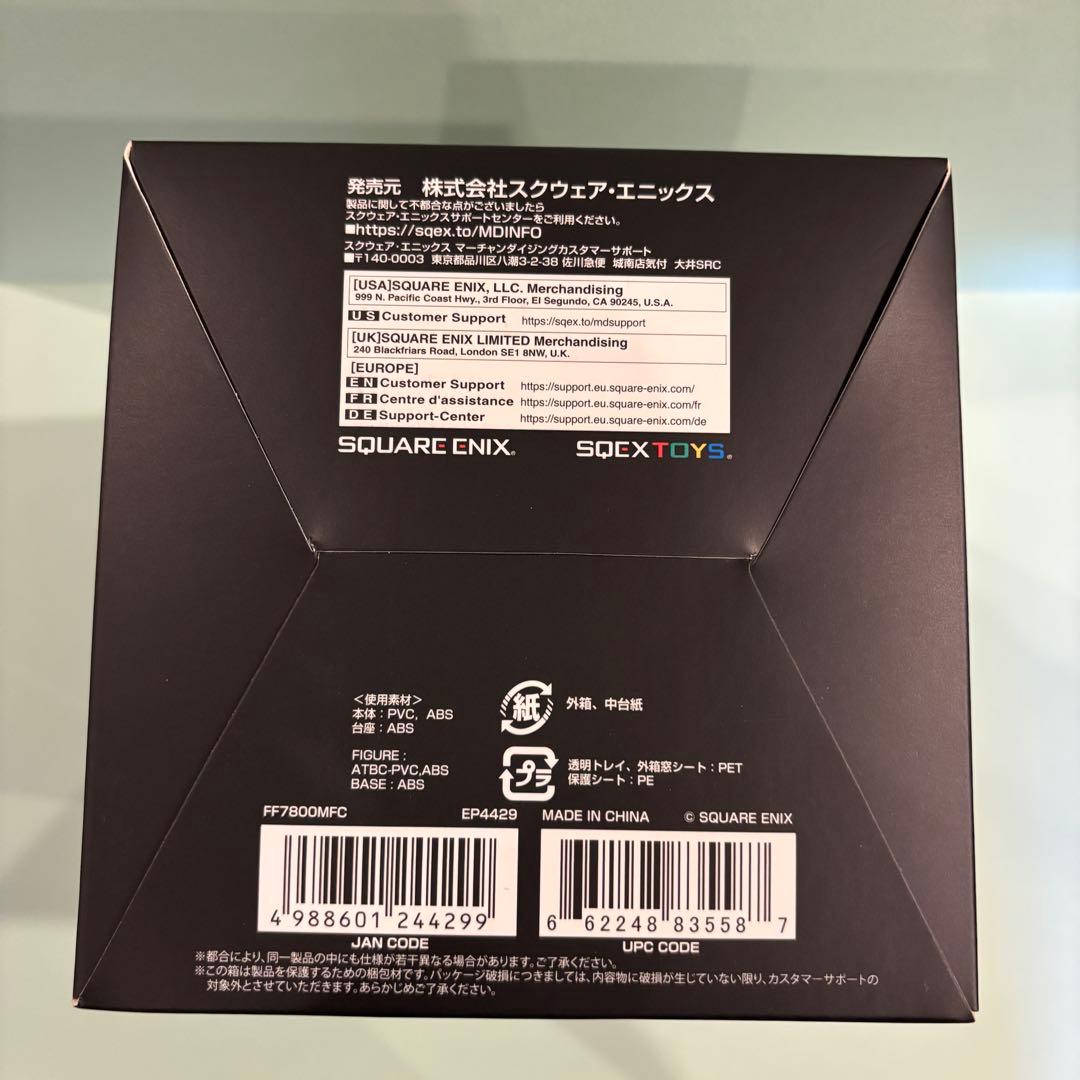 発売元 株式会社スクウェア・エニックス
製品に関して不都合な点がございましたら
スクウェア・エニックスサポートセンターをご利用ください。
■https://sqex.to/MDINFO
スクウェア・エニックス マーチャンダイジングカスタマーサポート
■〒140-0003 東京都品川区八潮3-2-38 佐川急便 城南店気付 大井SRC
[USA]SQUARE ENIX, LLC. Merchandising
999 N. Pacific Coast Hwy., 3rd Floor, El Segundo, CA 90245, U.S.A.
US Customer Support https://sqex.to/mdsupport
[UK]SQUARE ENIX LIMITED Merchandising
240 Blackfriars Road, London SE1 8NW, U.K.
[EUROPE]
EN Customer Support https://support.eu.square-enix.com/
FR Centre d'assistance https://support.eu.square-enix.com/fr
DE Support-Center https://support.eu.square-enix.com/de
SQUARE ENIX® SQEX TOYS®
<使用素材>
本体：PVC, ABS
台座：ABS
FIGURE :
ATBC-PVC,ABS
BASE : ABS
紙 外箱、中台紙
プラ 透明トレイ、外箱窓シート：PET
保護シート：PE
FF7800MFC EP4429 MADE IN CHINA © SQUARE ENIX
4 988601 244299
JAN CODE
6 62248 83558 7
UPC CODE
※都合により、同一製品の中にも仕様が若干異なる場合があります。ご了承ください。
※この箱は製品を保護するための梱包材です。パッケージ破損につきましては、内容物に破損が生じていない限り、カスタマーサポートの
対象外とさせていただきます。あらかじめご了承ください。